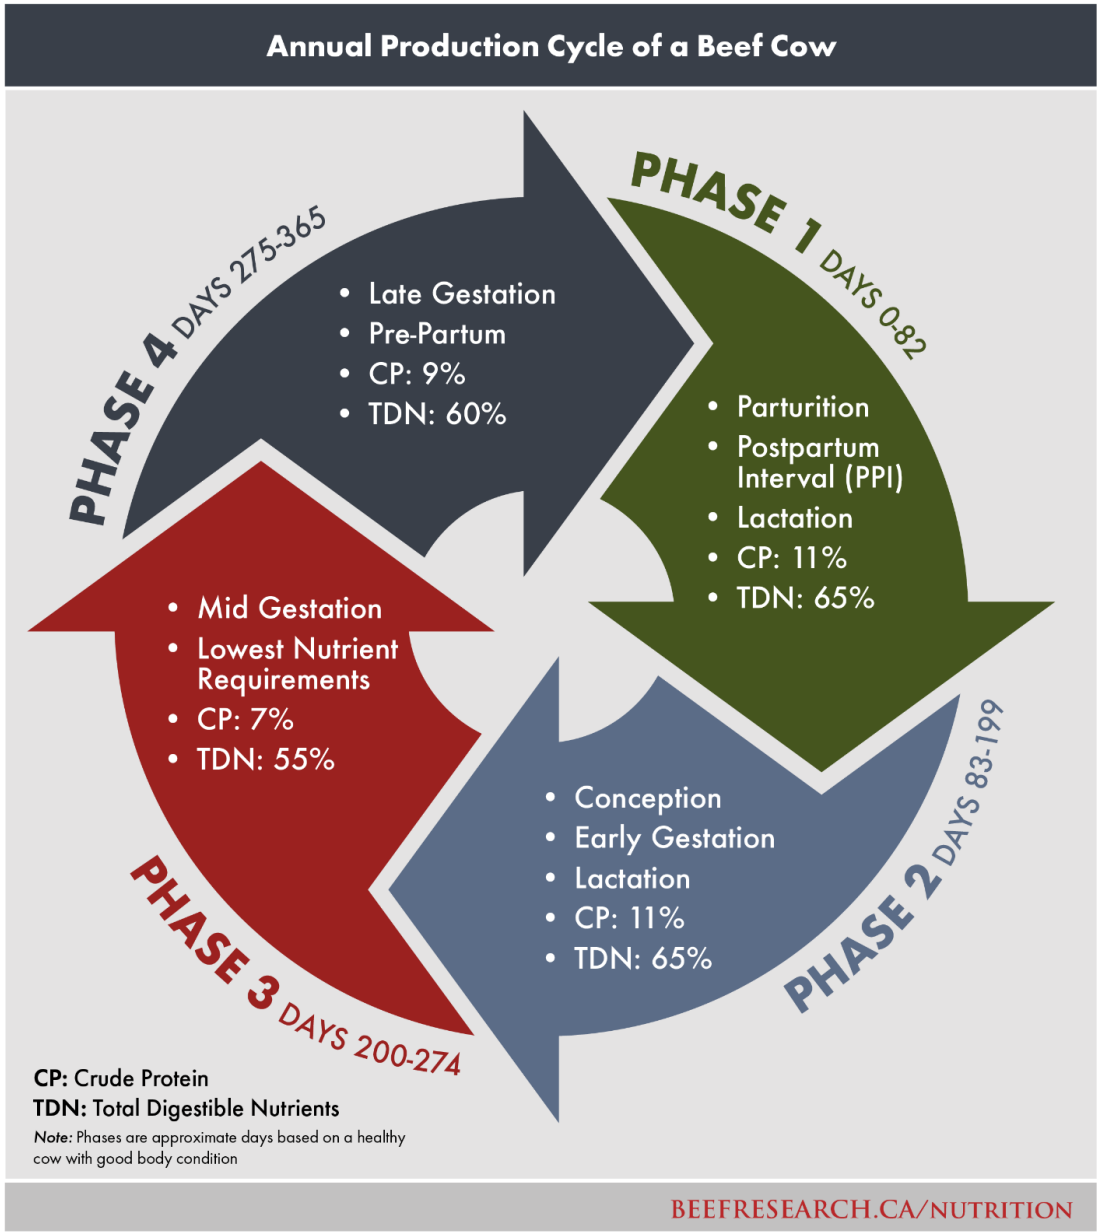 Annual Production Cycle of a Beef Cow
PHASE 1 DAYS 0-82
• Parturition
• Postpartum
Interval (PPI)
• Lactation
• CP: 11%
• TDN: 65%
PHASE 2 DAYS 83-199
• Conception
• Early Gestation
• Lactation
• CP: 11%
• TDN: 65%
PHASE 3 DAYS 200-274
• Mid Gestation
• Lowest Nutrient
Requirements
• CP: 7%
• TDN: 55%
PHASE 4 DAYS 275-365
• Late Gestation
• Pre-Partum
• CP: 9%
• TDN: 60%
CP: Crude Protein
TDN: Total Digestible Nutrients
Note: Phases are approximate days based on a healthy
cow with good body condition
BEEFRESEARCH.CA/NUTRITION